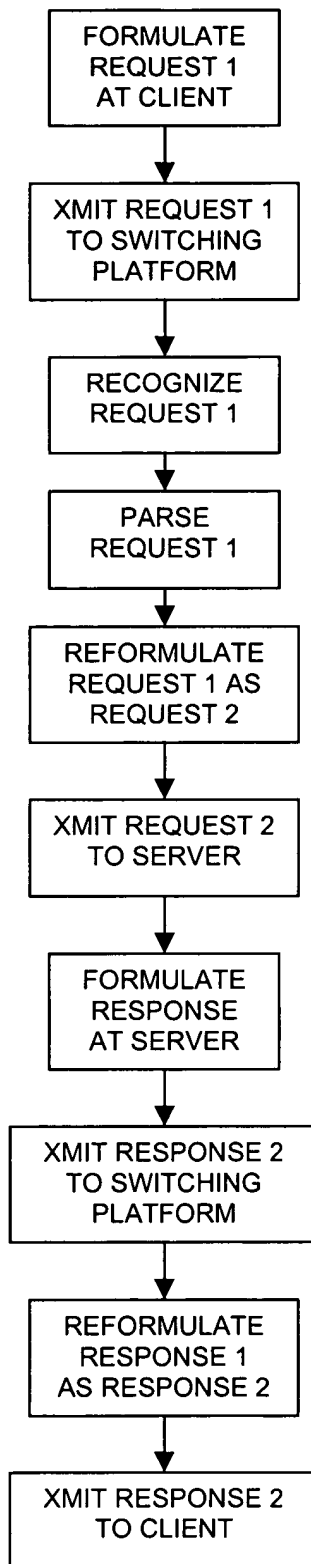 FORMULATE
REQUEST 1
AT CLIENT
XMIT REQUEST 1
TO SWITCHING
PLATFORM
RECOGNIZE
REQUEST 1
PARSE
REQUEST 1
REFORMULATE
REQUEST 1 AS
REQUEST 2
XMIT REQUEST 2
TO SERVER
FORMULATE
RESPONSE
AT SERVER
XMIT RESPONSE 2
TO SWITCHING
PLATFORM
REFORMULATE
RESPONSE 1
AS RESPONSE 2
XMIT RESPONSE 2
TO CLIENT